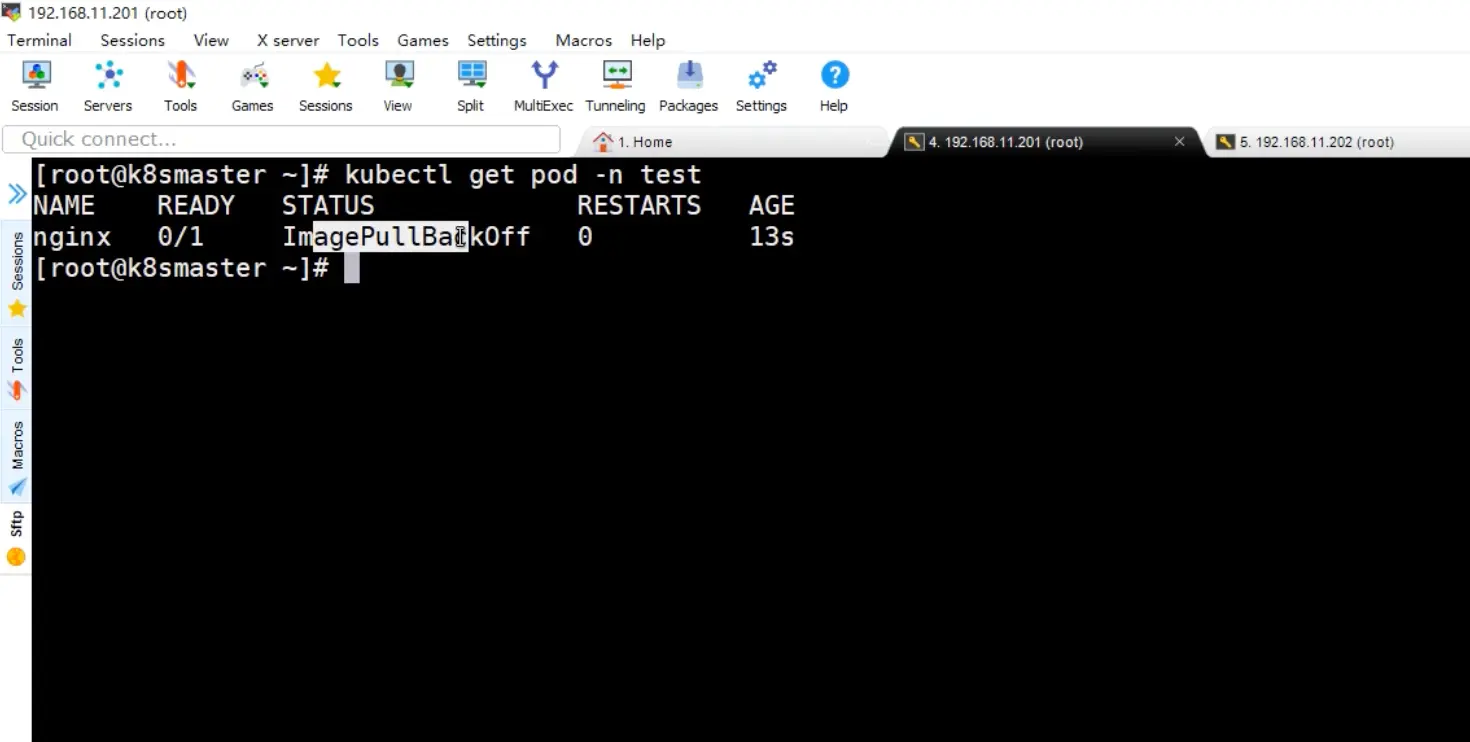 192.168.11.201 (root)
Terminal Sessions View X server Tools Games Settings Macros Help
Session Servers Tools Games Sessions View Split MultiExec Tunneling Packages Settings Help
Quick connect... 1. Home 4. 192.168.11.201 (root) 5. 192.168.11.202 (root)
[root@k8smaster ~]# kubectl get pod -n test
NAME READY STATUS RESTARTS AGE
nginx 0/1 ImagePullBackOff 0 13s
[root@k8smaster ~]#
Sessions
Tools
Macros
Sftp